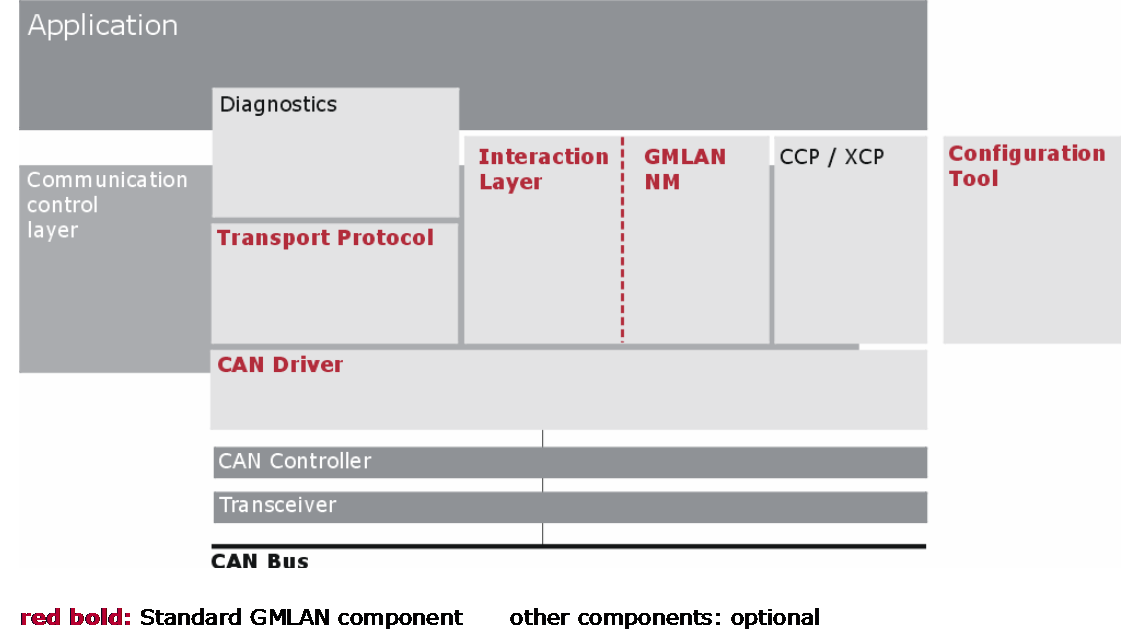 Application
Diagnostics
Interaction
Layer
GMLAN
NM
CCP / XCP
Configuration
Tool
Communication
control
layer
Transport Protocol
CAN Driver
CAN Controller
Transceiver
CAN Bus
red bold: Standard GMLAN component other components: optional